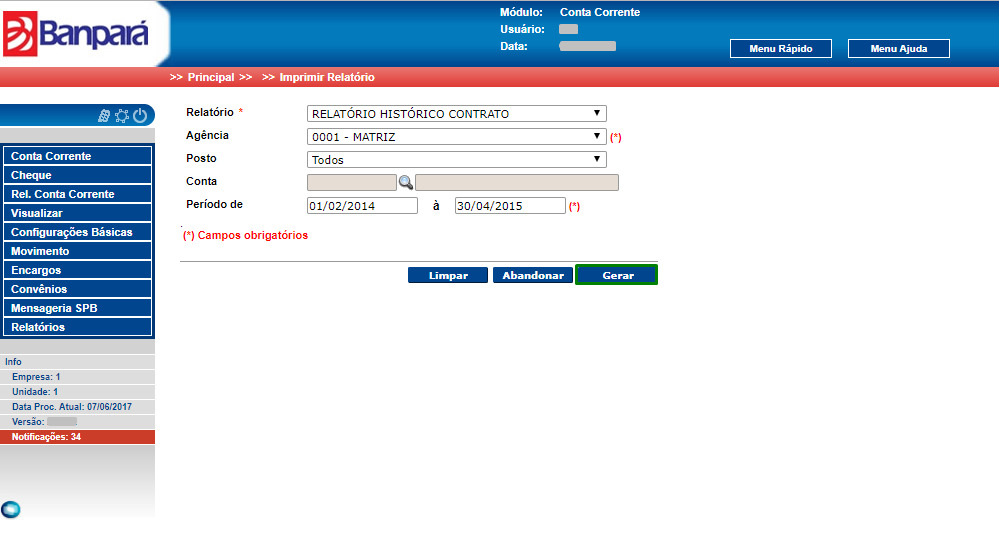 Banpará
Módulo: Conta Corrente
Usuário:
Data:
Menu Rápido Menu Ajuda
>> Principal >> >> Imprimir Relatório
Relatório * RELATÓRIO HISTÓRICO CONTRATO
Agência 0001 - MATRIZ (*)
Posto Todos
Conta
Período de 01/02/2014 à 30/04/2015 (*)
(*) Campos obrigatórios
Limpar Abandonar Gerar
Conta Corrente
Cheque
Rel. Conta Corrente
Visualizar
Configurações Básicas
Movimento
Encargos
Convênios
Mensageria SPB
Relatórios
Info
Empresa: 1
Unidade: 1
Data Proc. Atual: 07/06/2017
Versão:
Notificações: 34